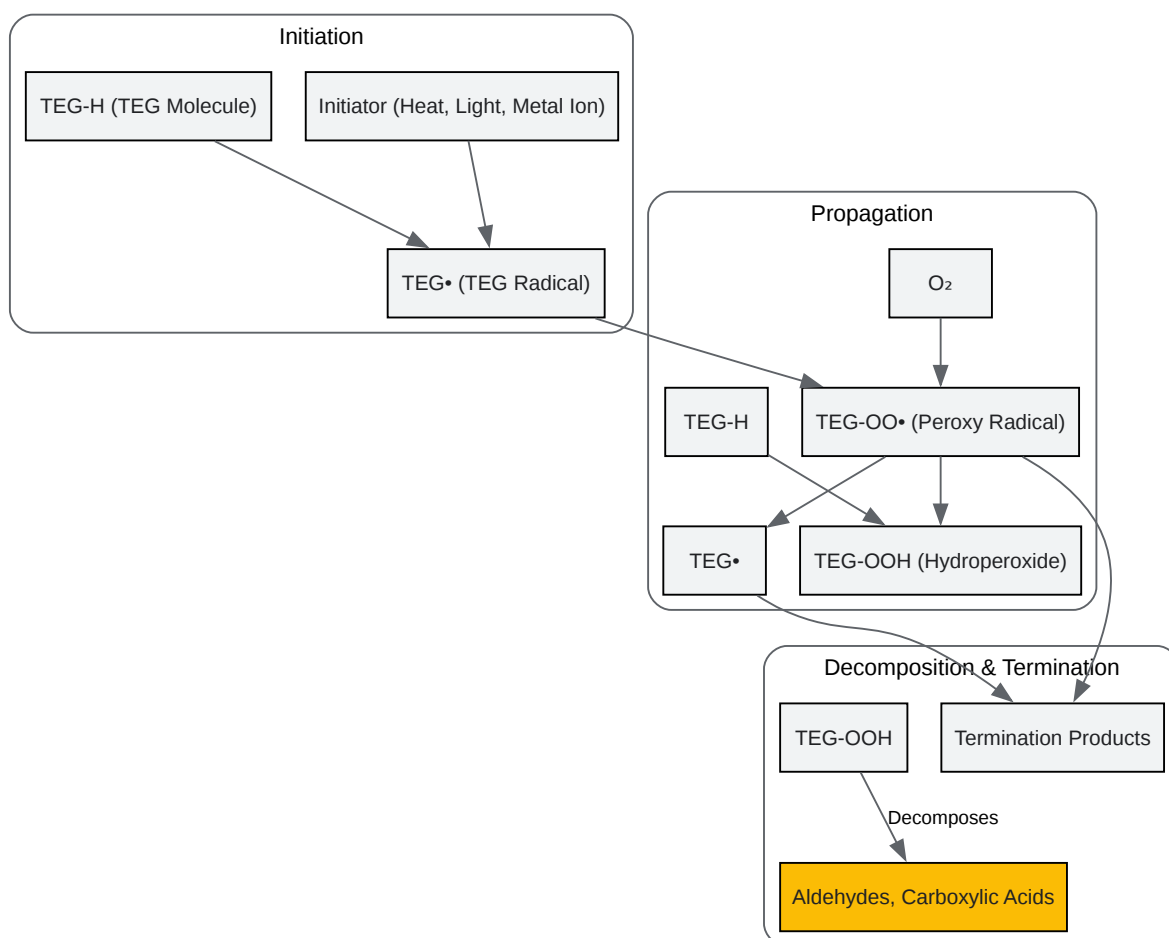 Initiation
TEG-H (TEG Molecule)
Initiator (Heat, Light, Metal Ion)
TEG• (TEG Radical)
Propagation
O₂
TEG-H
TEG-OO• (Peroxy Radical)
TEG•
TEG-OOH (Hydroperoxide)
Decomposition & Termination
TEG-OOH
Termination Products
Decomposes
Aldehydes, Carboxylic Acids